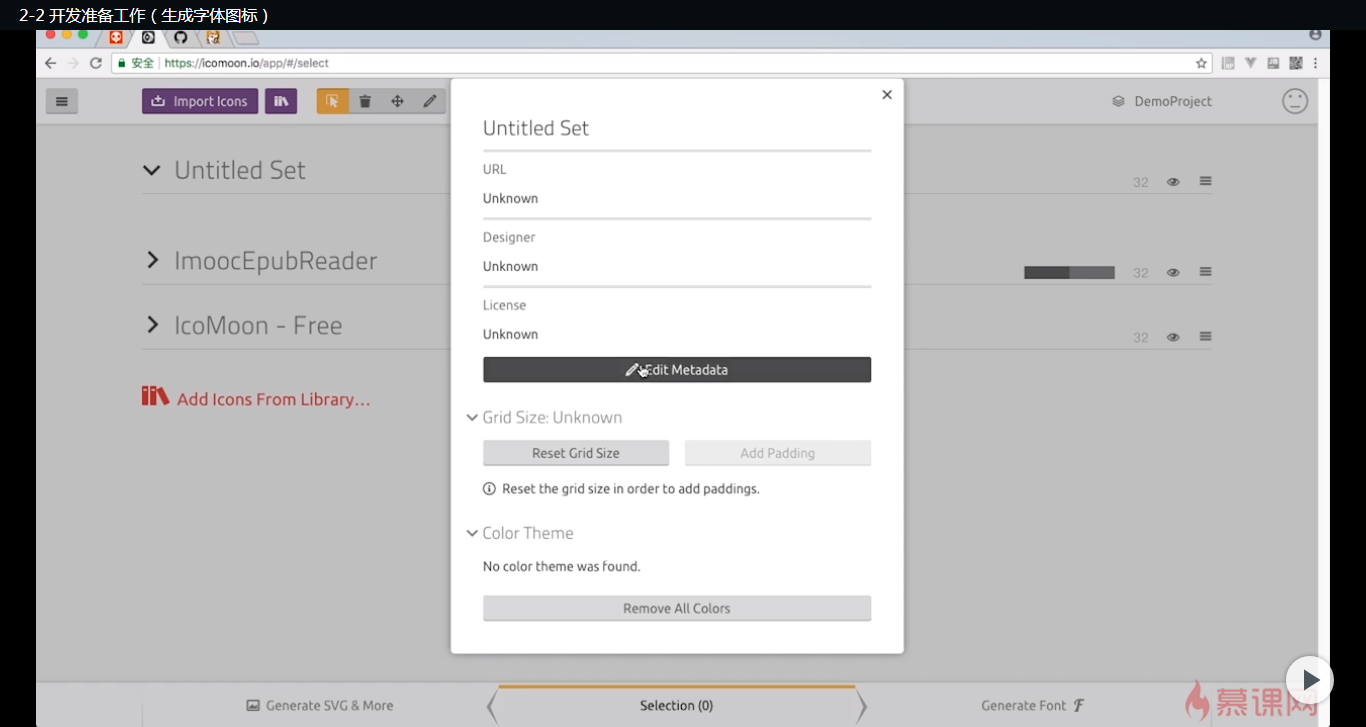 2-2 开发准备工作 ( 生成字体图标 )
安全 https://icomoon.io/app/#/select
Import Icons
DemoProject
Untitled Set
Untitled Set
32
URL
Unknown
Designer
Unknown
ImoocEpubReader
32
License
Unknown
IcoMoon - Free
32
Edit Metadata
Add Icons From Library...
Grid Size: Unknown
Reset Grid Size
Add Padding
Reset the grid size in order to add paddings.
Color Theme
No color theme was found.
Remove All Colors
Generate SVG & More
Selection (0)
Generate Font
慕课网